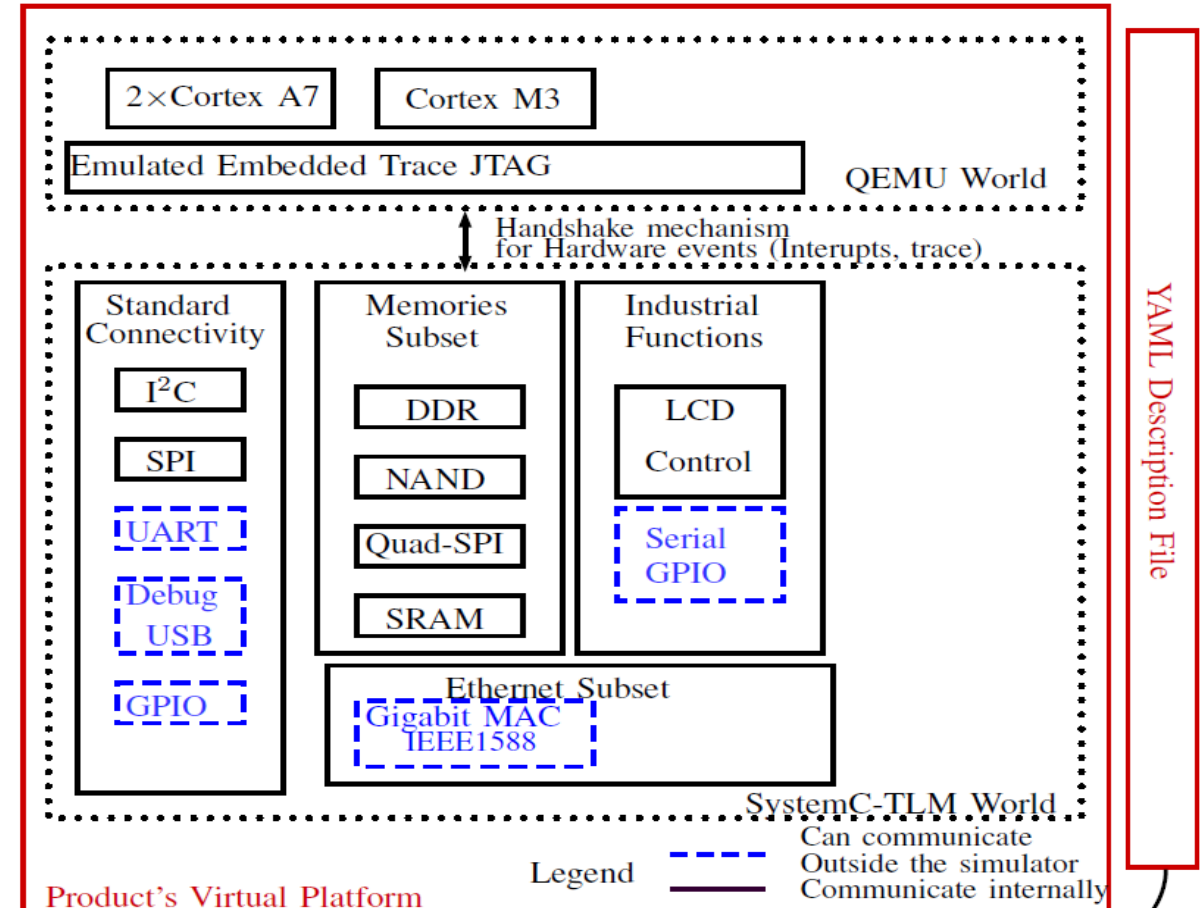 2×Cortex A7
Cortex M3
Emulated Embedded Trace JTAG
QEMU World
Handshake mechanism
for Hardware events (Interupts, trace)
Standard
Connectivity
I²C
SPI
UART
Debug
USB
GPIO
Memories
Subset
DDR
NAND
Quad-SPI
SRAM
Industrial
Functions
LCD
Control
Serial
GPIO
Ethernet Subset
Gigabit MAC
IEEE1588
SystemC-TLM World
Legend
Can communicate
Outside the simulator
Communicate internally
Product's Virtual Platform
YAML Description File